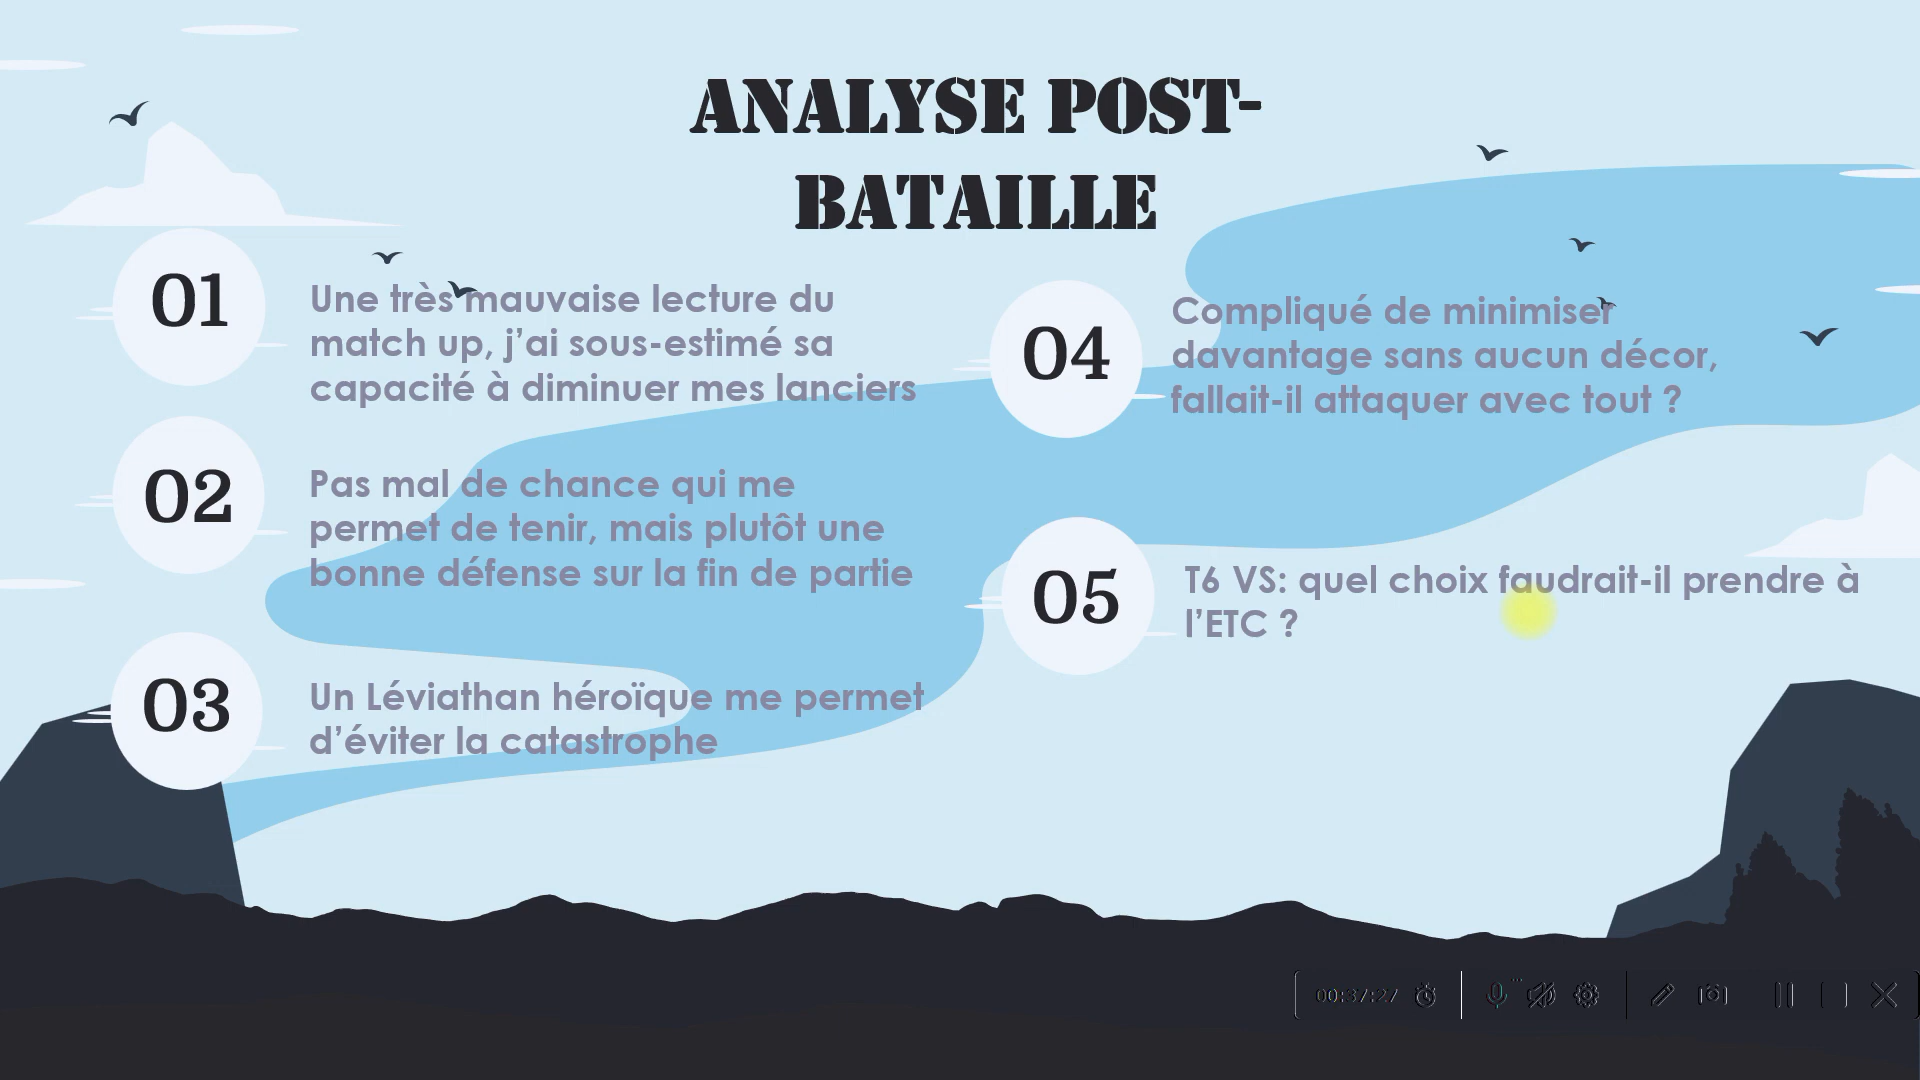 ANALYSE POST-
BATAILLE
01
Une très mauvaise lecture du
match up, j’ai sous-estimé sa
capacité à diminuer mes lanciers
02
Pas mal de chance qui me
permet de tenir, mais plutôt une
bonne défense sur la fin de partie
03
Un Léviathan héroïque me permet
d’éviter la catastrophe
04
Compliqué de minimiser
davantage sans aucun décor,
fallait-il attaquer avec tout ?
05
T6 VS: quel choix faudrait-il prendre à
l’ETC ?
00:37:27